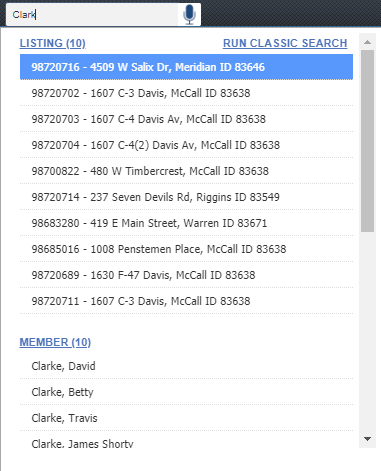 Clark
LISTING (10) RUN CLASSIC SEARCH
98720716 - 4509 W Salix Dr, Meridian ID 83646
98720702 - 1607 C-3 Davis, McCall ID 83638
98720703 - 1607 C-4 Davis Av, McCall ID 83638
98720704 - 1607 C-4(2) Davis Av, McCall ID 83638
98700822 - 480 W Timbercrest, McCall ID 83638
98720714 - 237 Seven Devils Rd, Riggins ID 83549
98683280 - 419 E Main Street, Warren ID 83671
98685016 - 1008 Penstemen Place, McCall ID 83638
98720689 - 1630 F-47 Davis, McCall ID 83638
98720711 - 1607 C-3 Davis, McCall ID 83638
MEMBER (10)
Clarke, David
Clarke, Betty
Clarke, Travis
Clarke, James Shorty